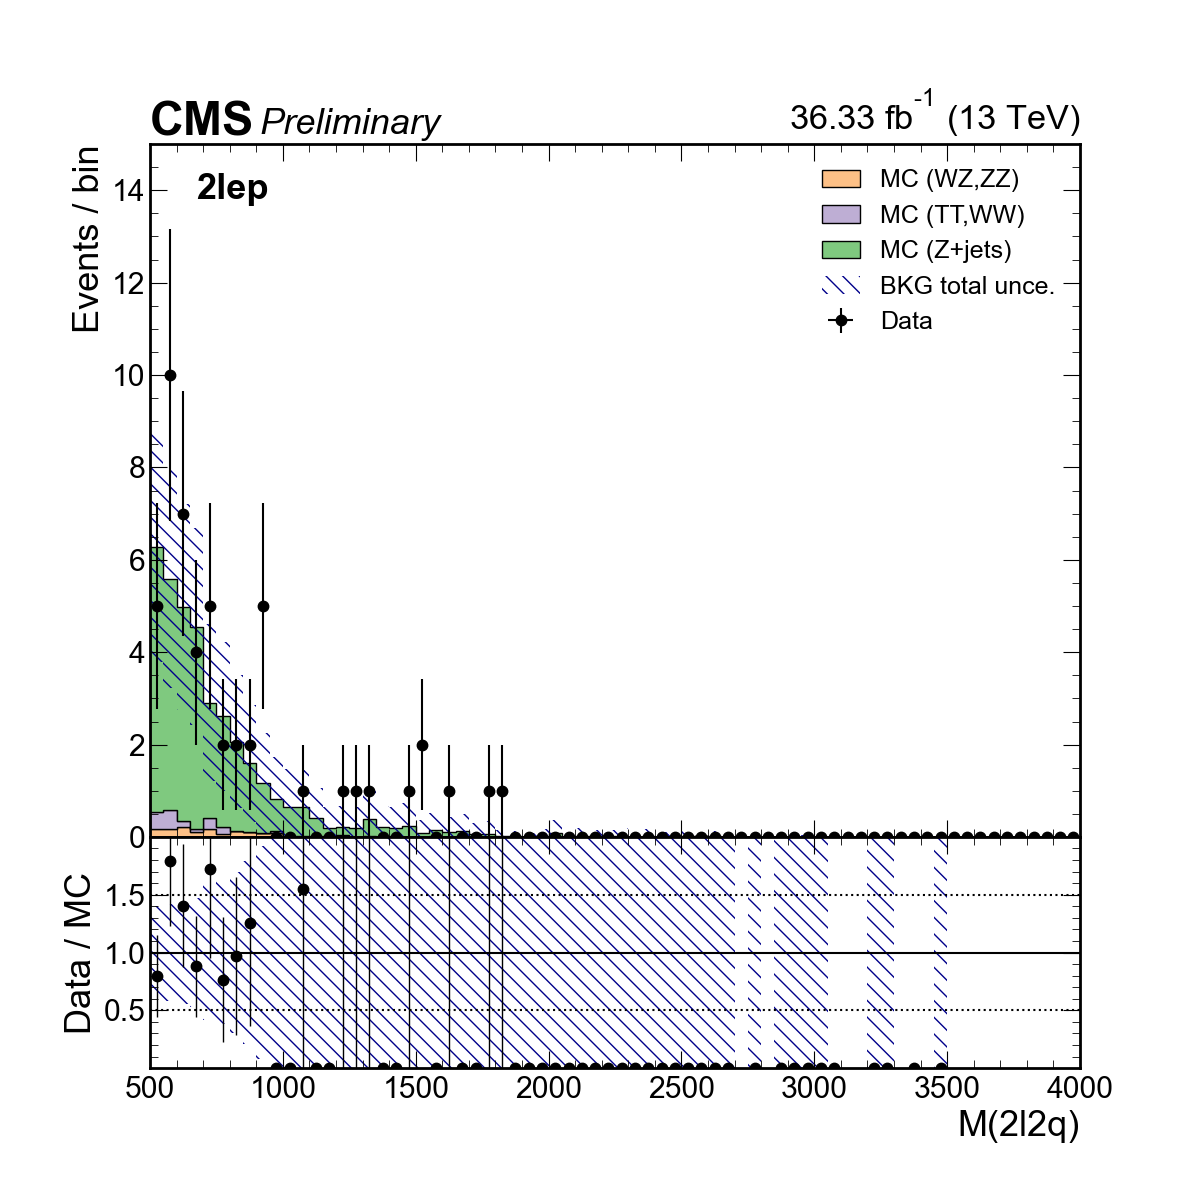 CMS Preliminary 36.33 fb-1 (13 TeV)
Events / bin
2lep
MC (WZ,ZZ)
MC (TT,WW)
MC (Z+jets)
BKG total unce.
Data
14
12
10
8
6
4
2
0
Data / MC
1.5
1.0
0.5
500 1000 1500 2000 2500 3000 3500 4000
M(2l2q)